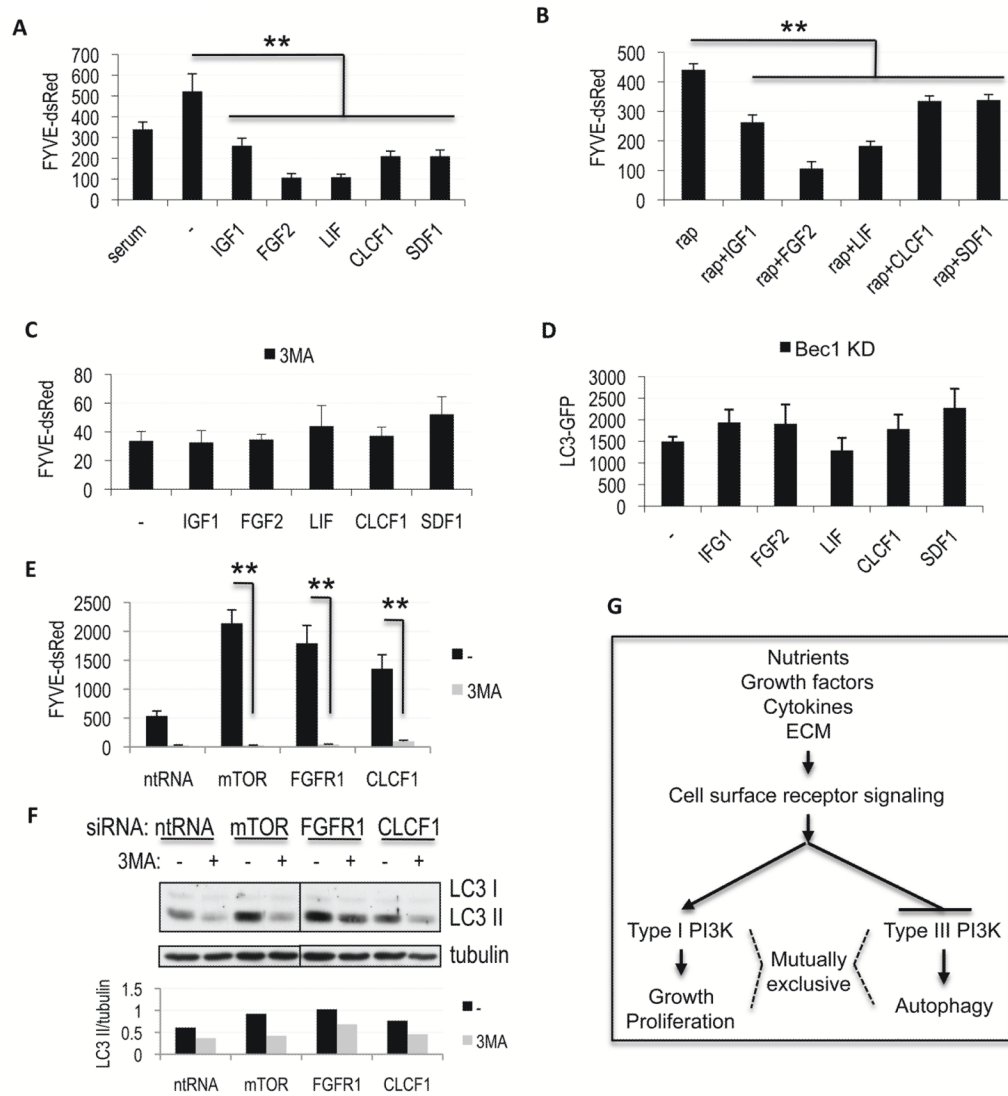 A
**
FYVE-dsRed
700
600
500
400
300
200
100
0
serum
-
IGF1
FGF2
LIF
CLCF1
SDF1
B
**
FYVE-dsRed
500
400
300
200
100
0
rap
rap+IGF1
rap+FGF2
rap+LIF
rap+CLCF1
rap+SDF1
C
3MA
FYVE-dsRed
80
60
40
20
0
- IGF1 FGF2 LIF CLCF1 SDF1
D
Bec1 KD
LC3-GFP
3000
2500
2000
1500
1000
500
0
-
IFG1
FGF2
LIF
CLCF1
SDF1
E
** ** **
FYVE-dsRed
2500
2000
1500
1000
500
0
ntRNA mTOR FGFR1 CLCF1
-
3MA
F
siRNA: ntRNA mTOR FGFR1 CLCF1
3MA: - + - + - + - +
LC3 I
LC3 II
tubulin
LC3 II/tubulin
1.5
1
0.5
0
ntRNA mTOR FGFR1 CLCF1
-
3MA
G
Nutrients
Growth factors
Cytokines
ECM
Cell surface receptor signaling
Type I PI3K
Type III PI3K
Mutually
exclusive
Growth
Proliferation
Autophagy